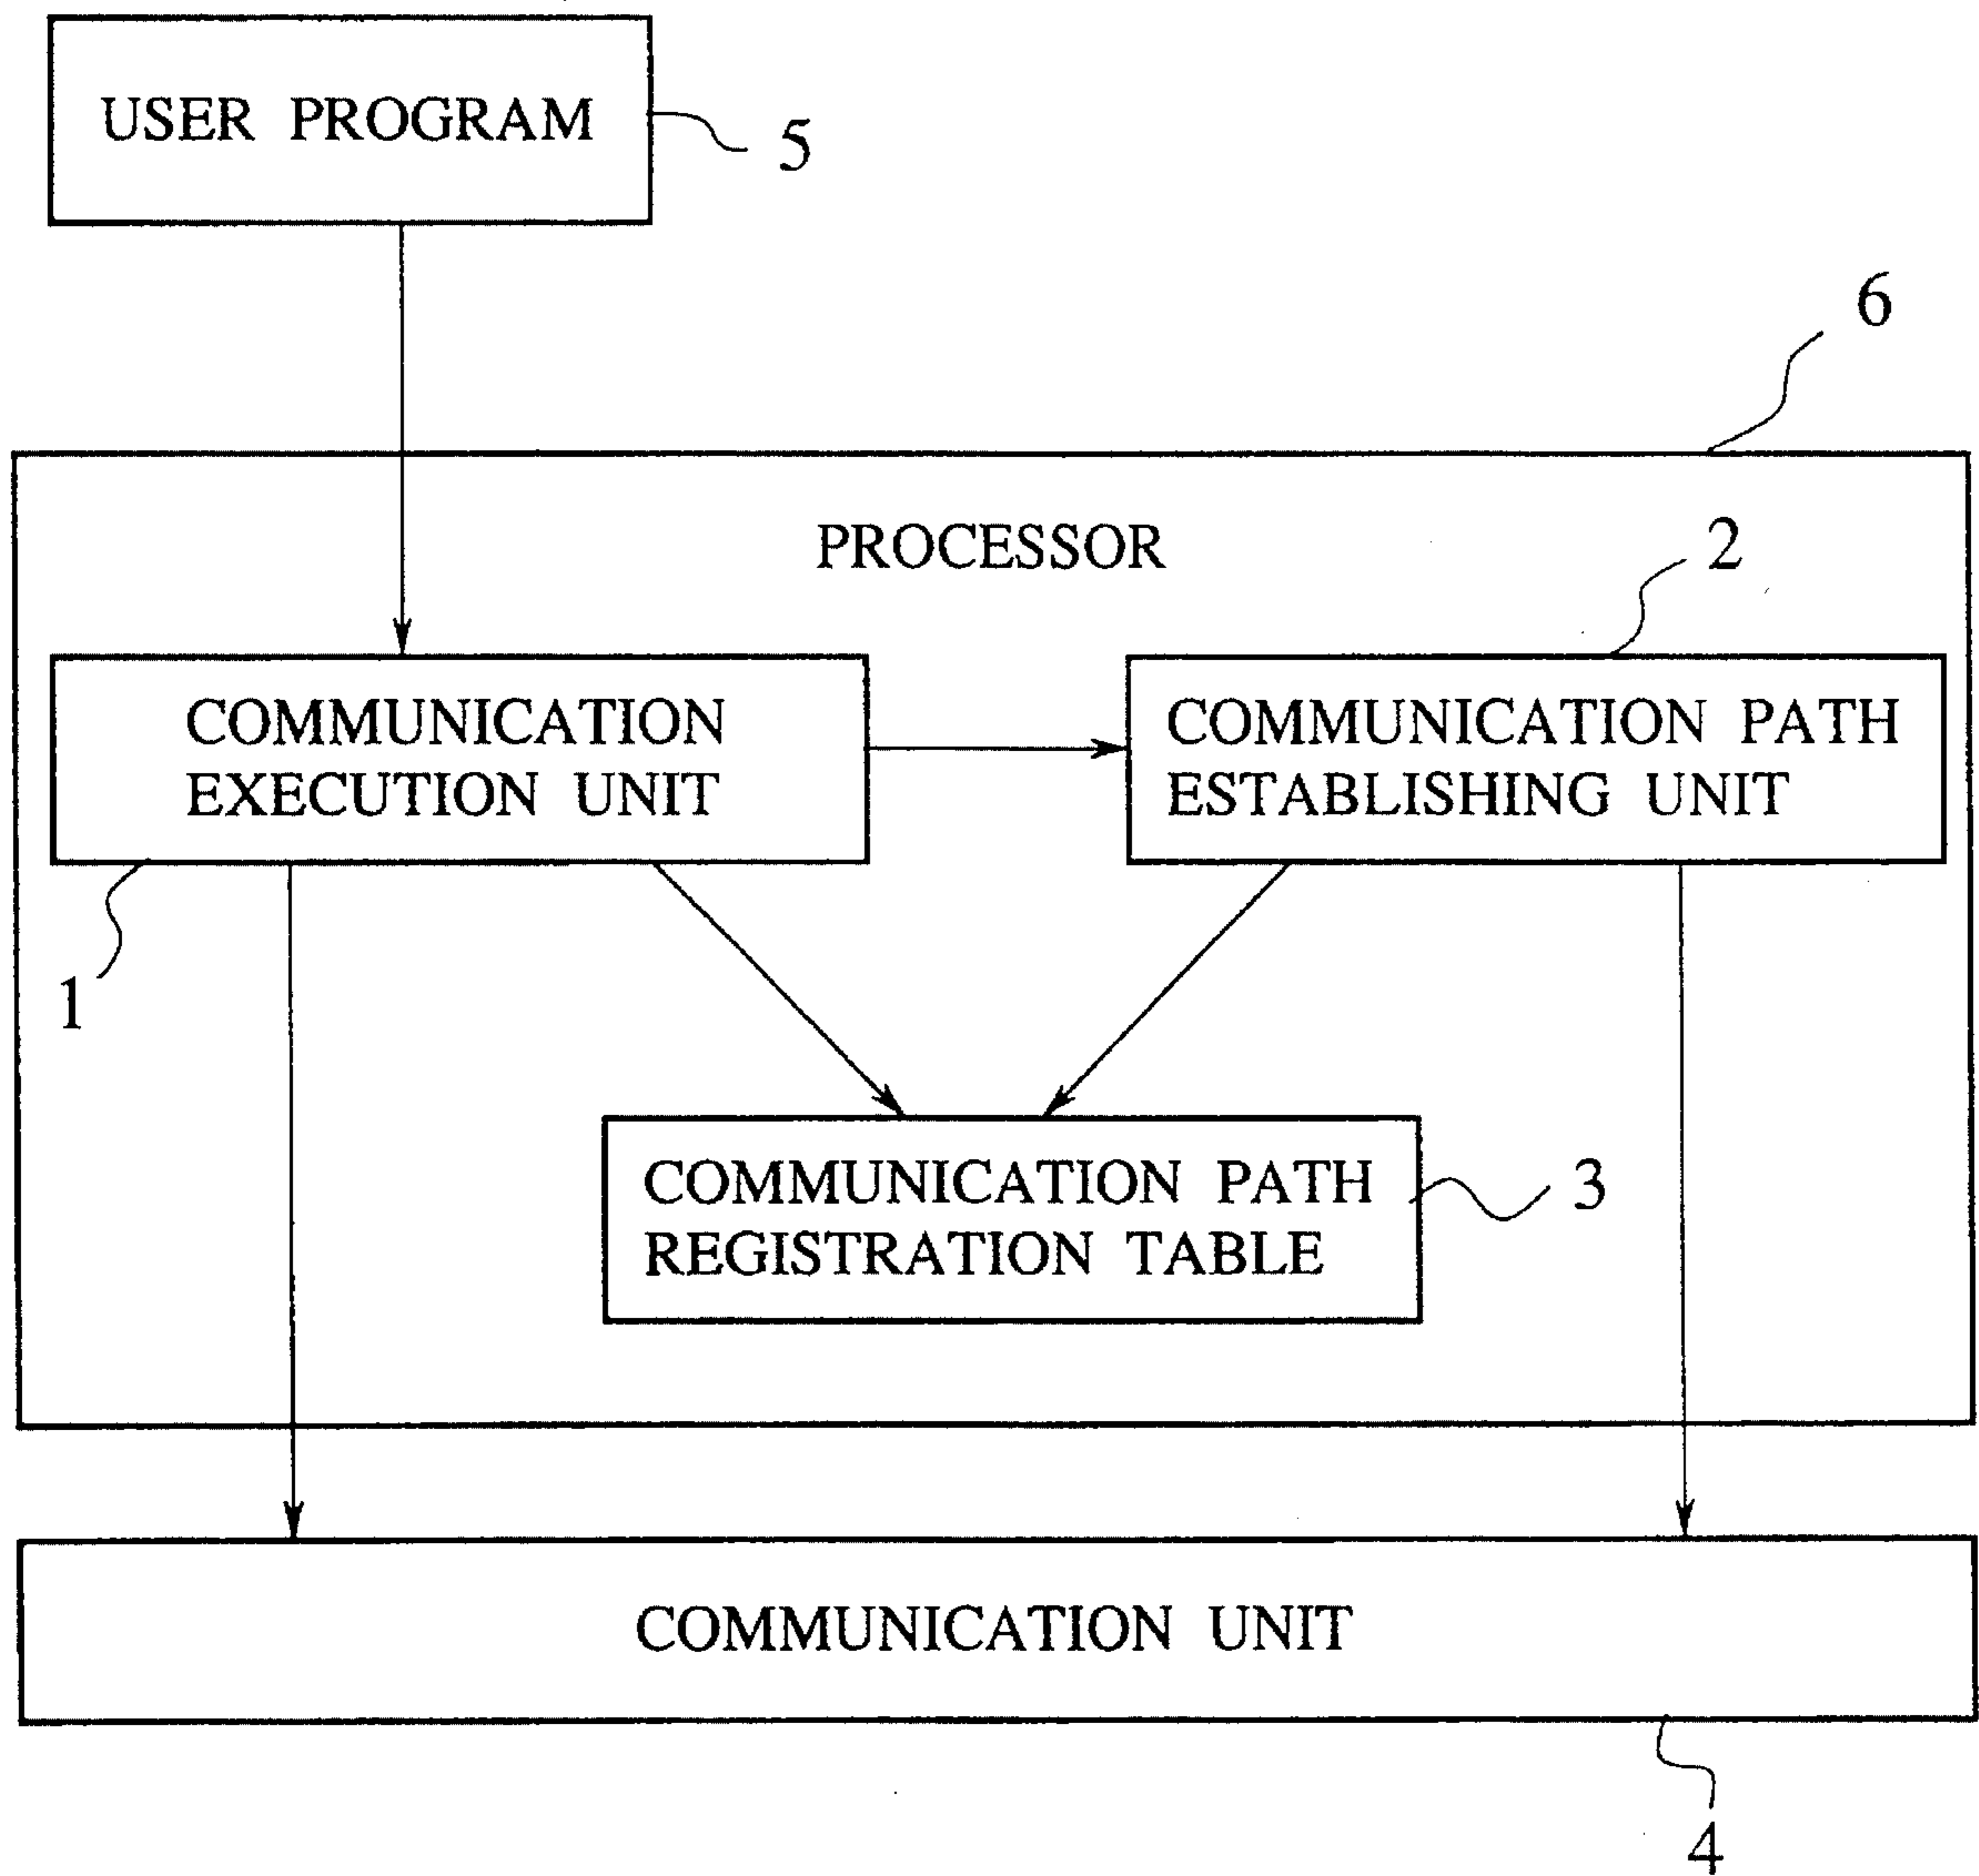 USER PROGRAM
5
6
PROCESSOR
2
COMMUNICATION
EXECUTION UNIT
COMMUNICATION PATH
ESTABLISHING UNIT
1
COMMUNICATION PATH
REGISTRATION TABLE
3
COMMUNICATION UNIT
4